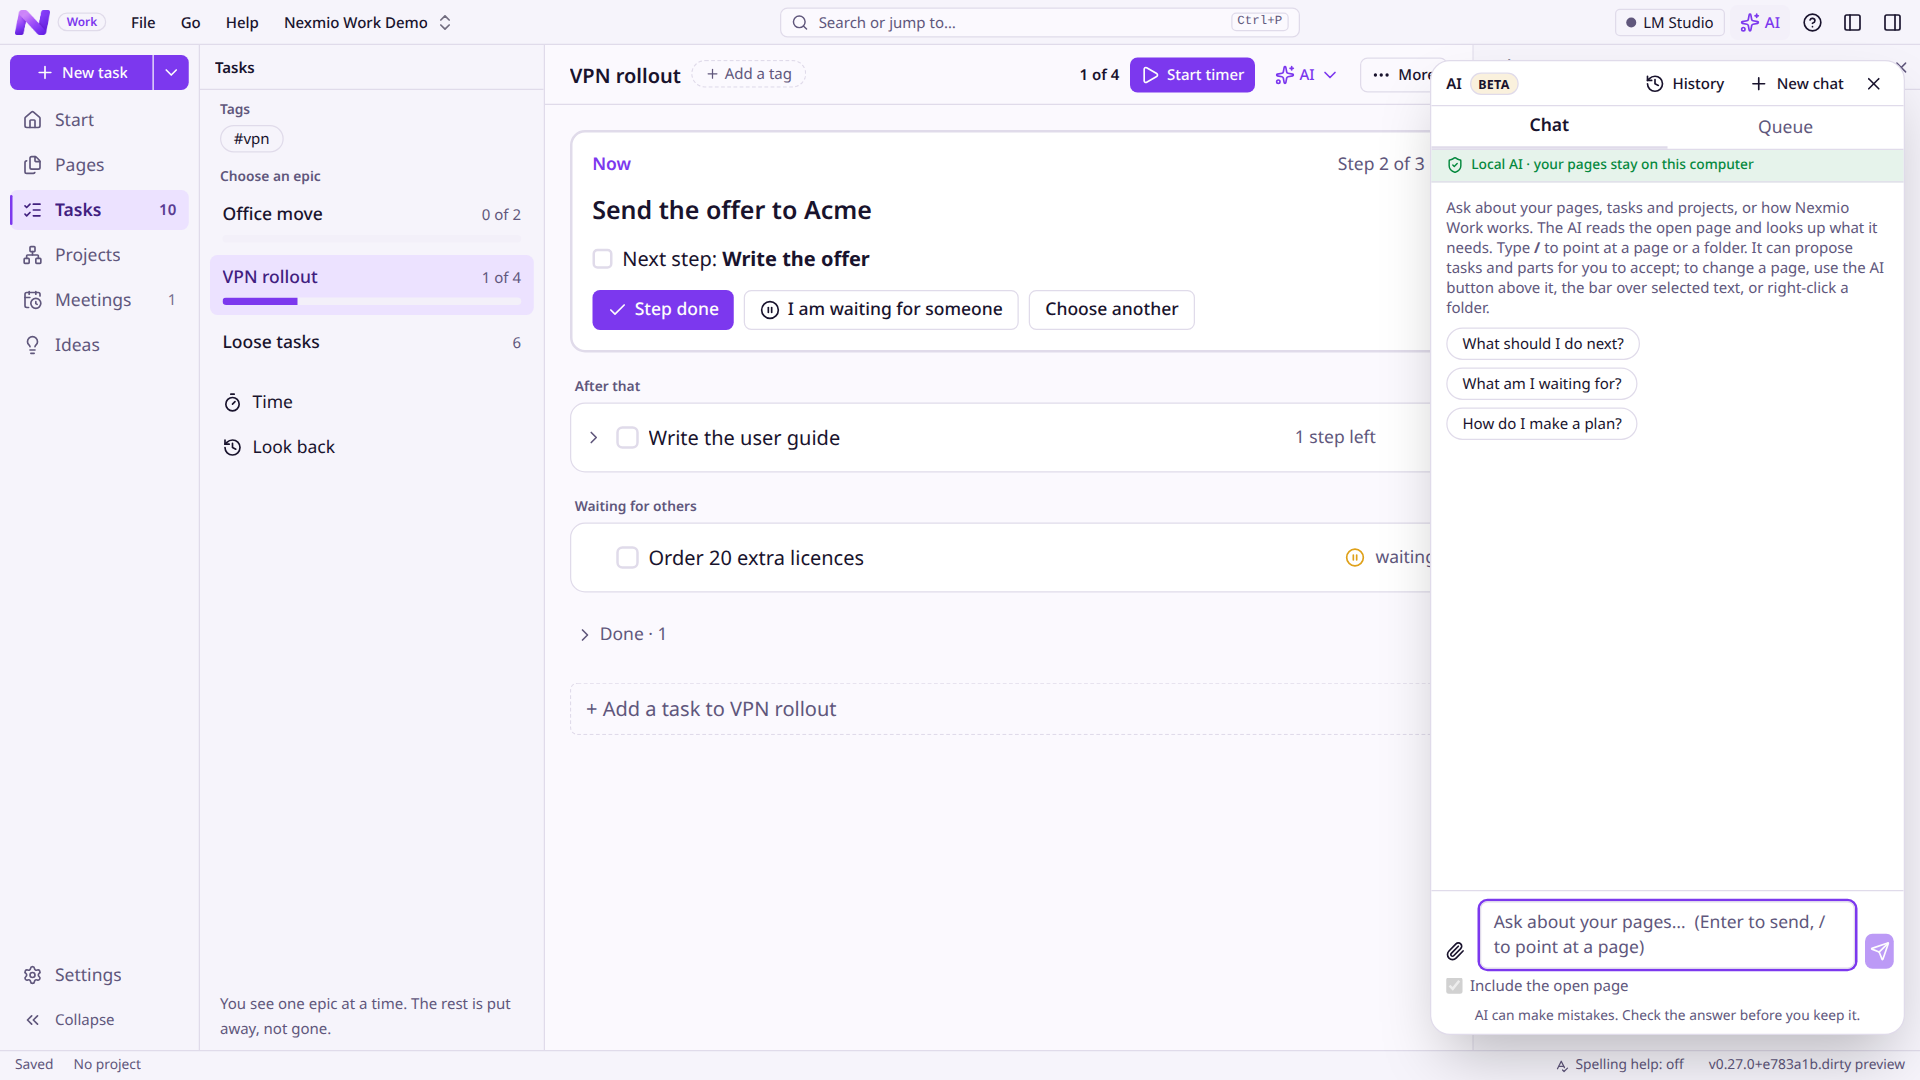 Work
File
Go
Help
Nexmio Work Demo
Search or jump to...
Ctrl+P
LM Studio
AI
New task
Start
Pages
Tasks 10
Projects
Meetings 1
Ideas
Settings
Collapse
Tasks
Tags
#vpn
Choose an epic
Office move 0 of 2
VPN rollout 1 of 4
Loose tasks 6
Time
Look back
You see one epic at a time. The rest is put
away, not gone.
VPN rollout
+ Add a tag
1 of 4
Start timer
AI
More
Now
Step 2 of 3
Send the offer to Acme
Next step: Write the offer
Step done
I am waiting for someone
Choose another
After that
Write the user guide
1 step left
Waiting for others
Order 20 extra licences
waiting
Done · 1
+ Add a task to VPN rollout
AI BETA
History
New chat
Chat
Queue
Local AI · your pages stay on this computer
Ask about your pages, tasks and projects, or how Nexmio
Work works. The AI reads the open page and looks up what it
needs. Type / to point at a page or a folder. It can propose
tasks and parts for you to accept; to change a page, use the AI
button above it, the bar over selected text, or right-click a
folder.
What should I do next?
What am I waiting for?
How do I make a plan?
Ask about your pages... (Enter to send, /
to point at a page)
Include the open page
AI can make mistakes. Check the answer before you keep it.
Saved
No project
Spelling help: off
v0.27.0+e783a1b.dirty preview